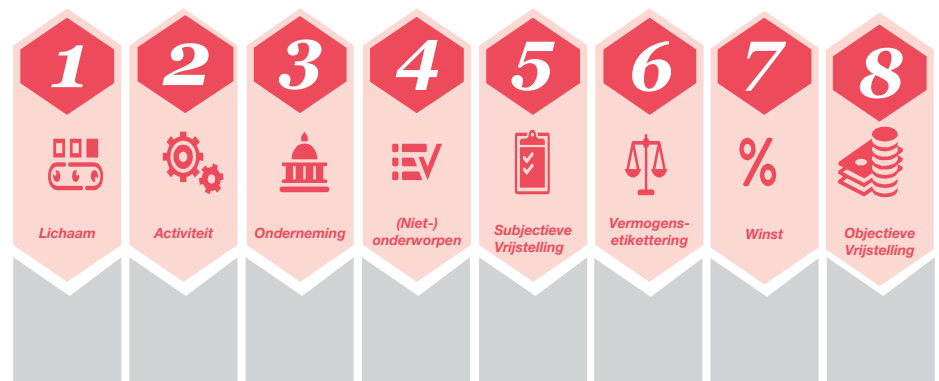 1
2
3
4
5
6
7
8
Lichaam
Activiteit
Onderneming
(Niet-)
onderworpen
Subjectieve
Vrijstelling
Vermogens-
etikettering
Winst
Objectieve
Vrijstelling